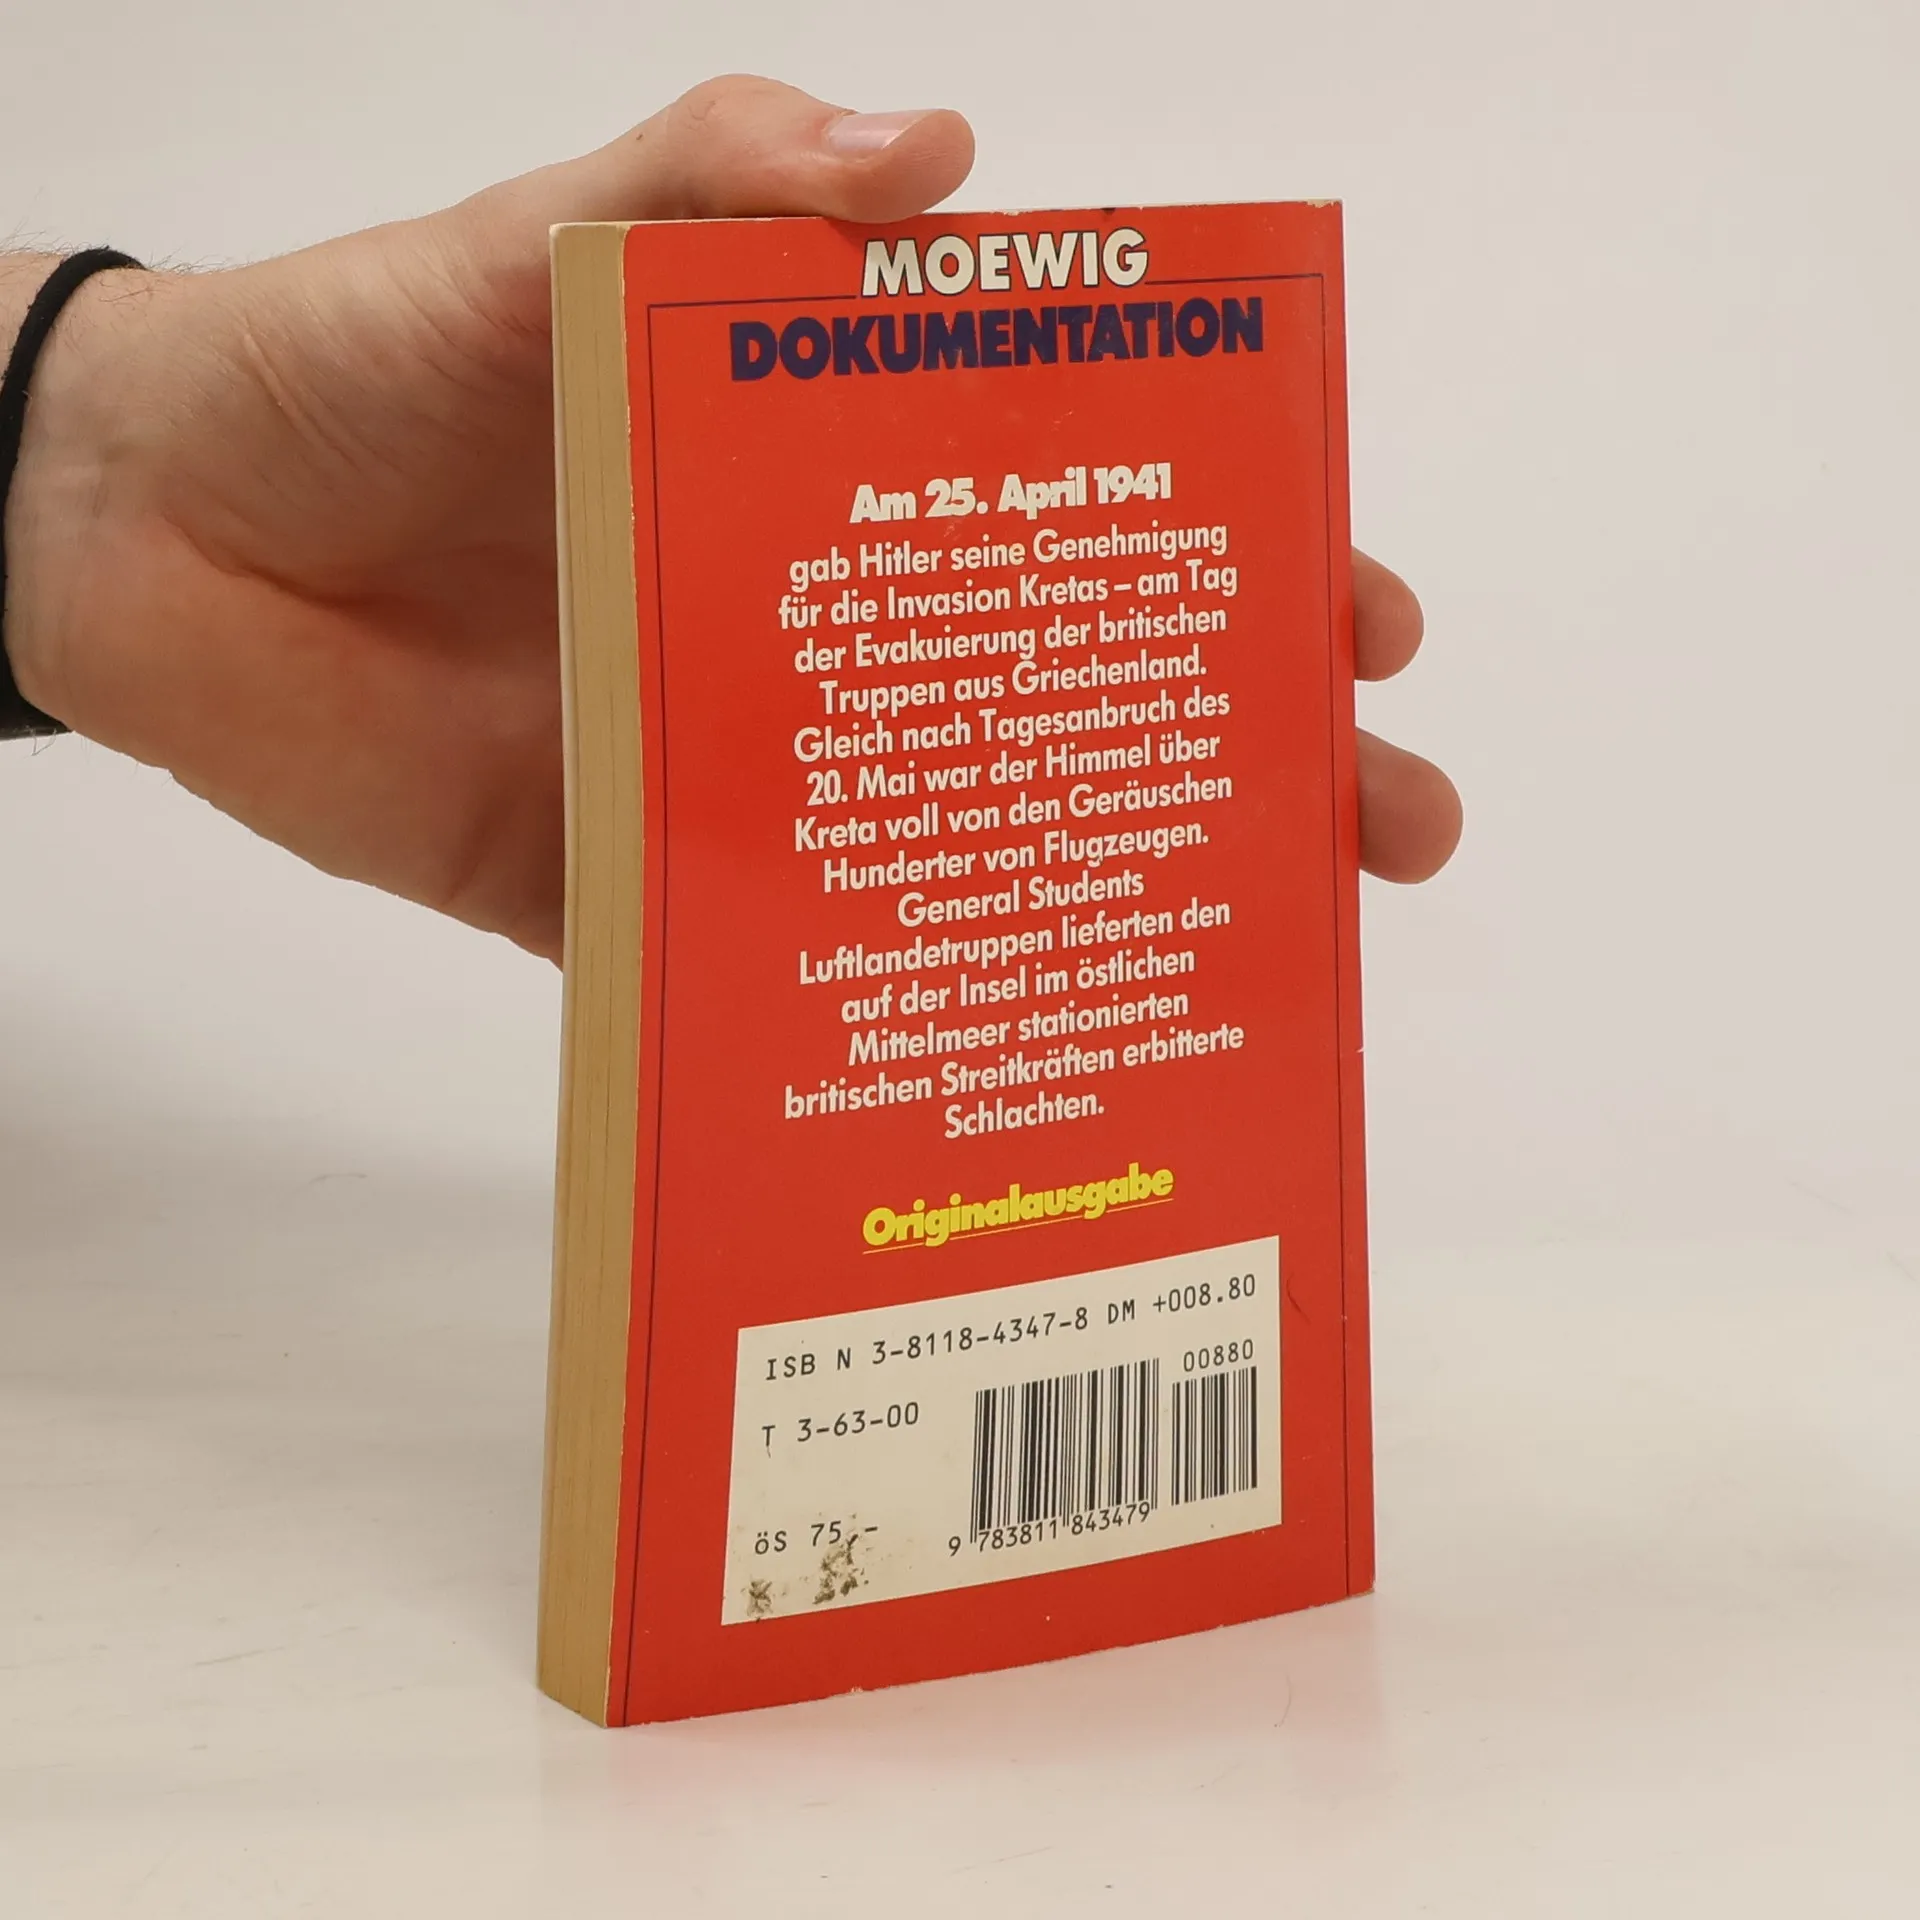 MOEWIG
DOKUMENTATION
Am 25. April 1941
gab Hitler seine Genehmigung
für die Invasion Kretas – am Tag
der Evakuierung der britischen
Truppen aus Griechenland.
Gleich nach Tagesanbruch des
20. Mai war der Himmel über
Kreta voll von den Geräuschen
Hunderter von Flugzeugen.
General Students
Luftlandetruppen lieferten den
auf der Insel im östlichen
Mittelmeer stationierten
britischen Streitkräften erbitterte
Schlachten.
Originalausgabe
ISB N 3-8118-4347-8 DM +008.80
00880
T 3-63-00
öS 75,-
9 783811 843479